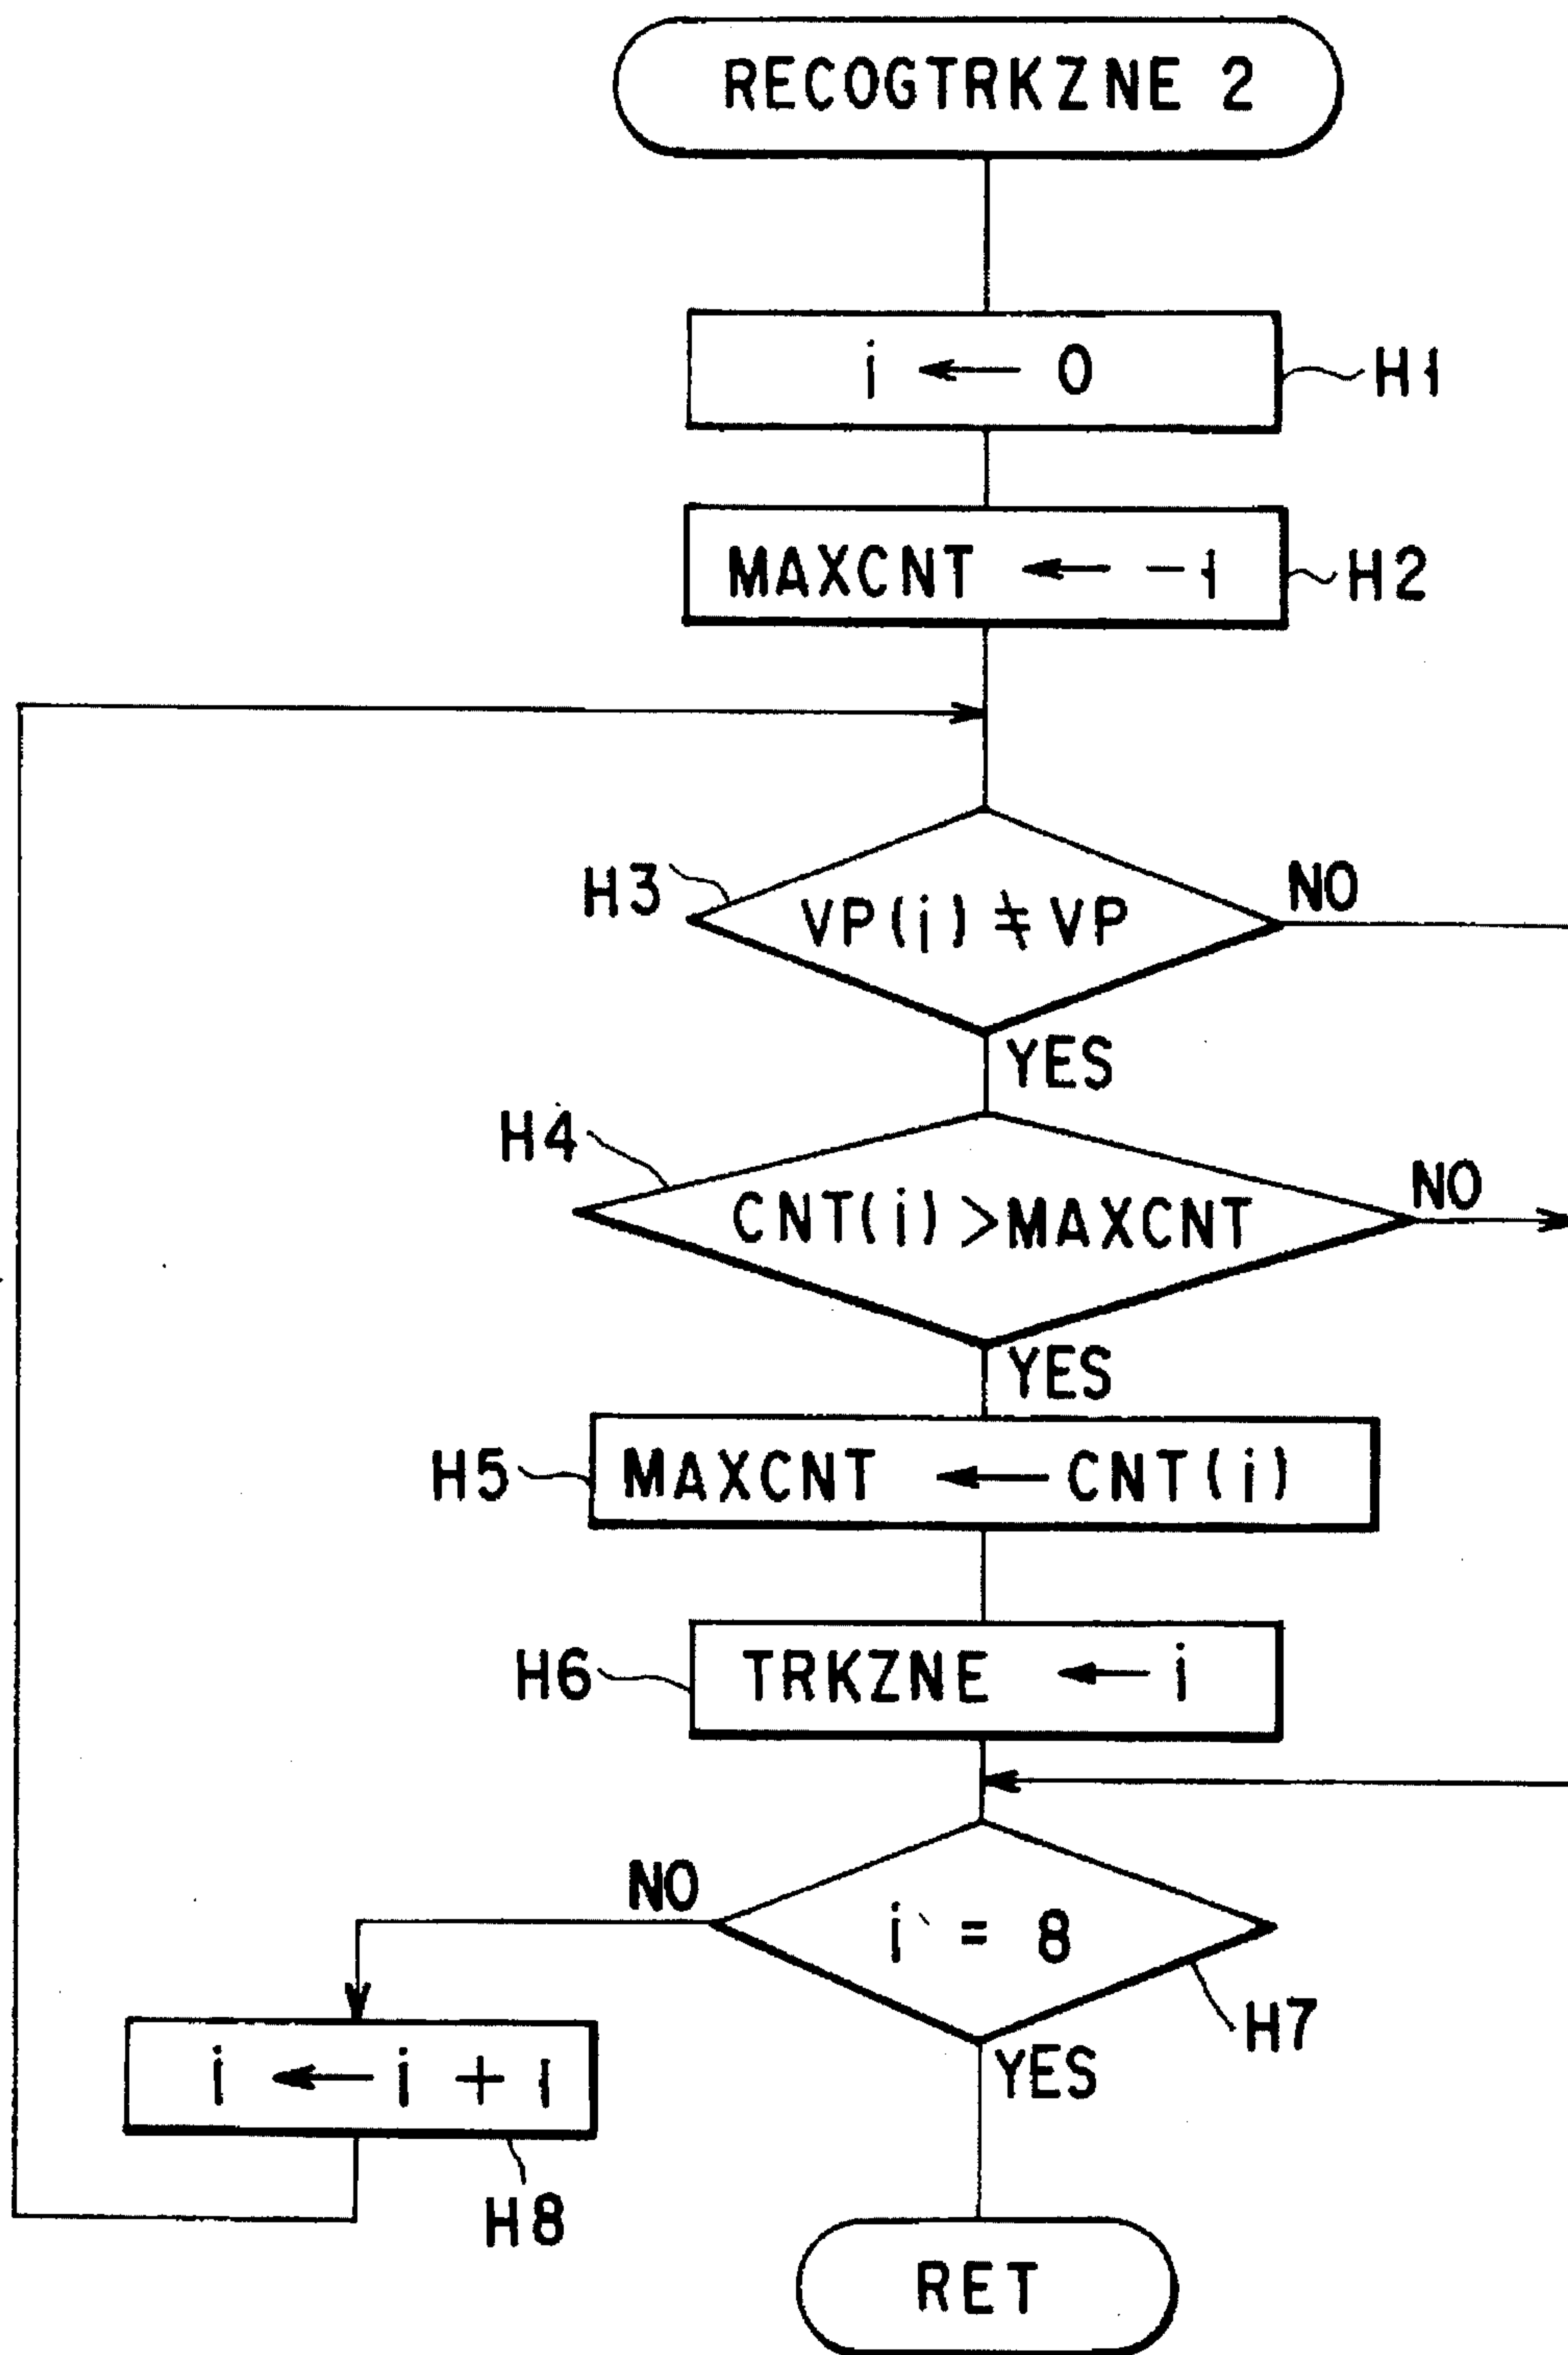 RECOGTRKZNE 2
i ← 0
H1
MAXCNT ← -1
H2
H3
VP(i) ≠ VP
NO
YES
H4
CNT(i) > MAXCNT
NO
YES
H5
MAXCNT ← CNT(i)
H6
TRKZNE ← i
NO
i = 8
H7
YES
i ← i + 1
H8
RET